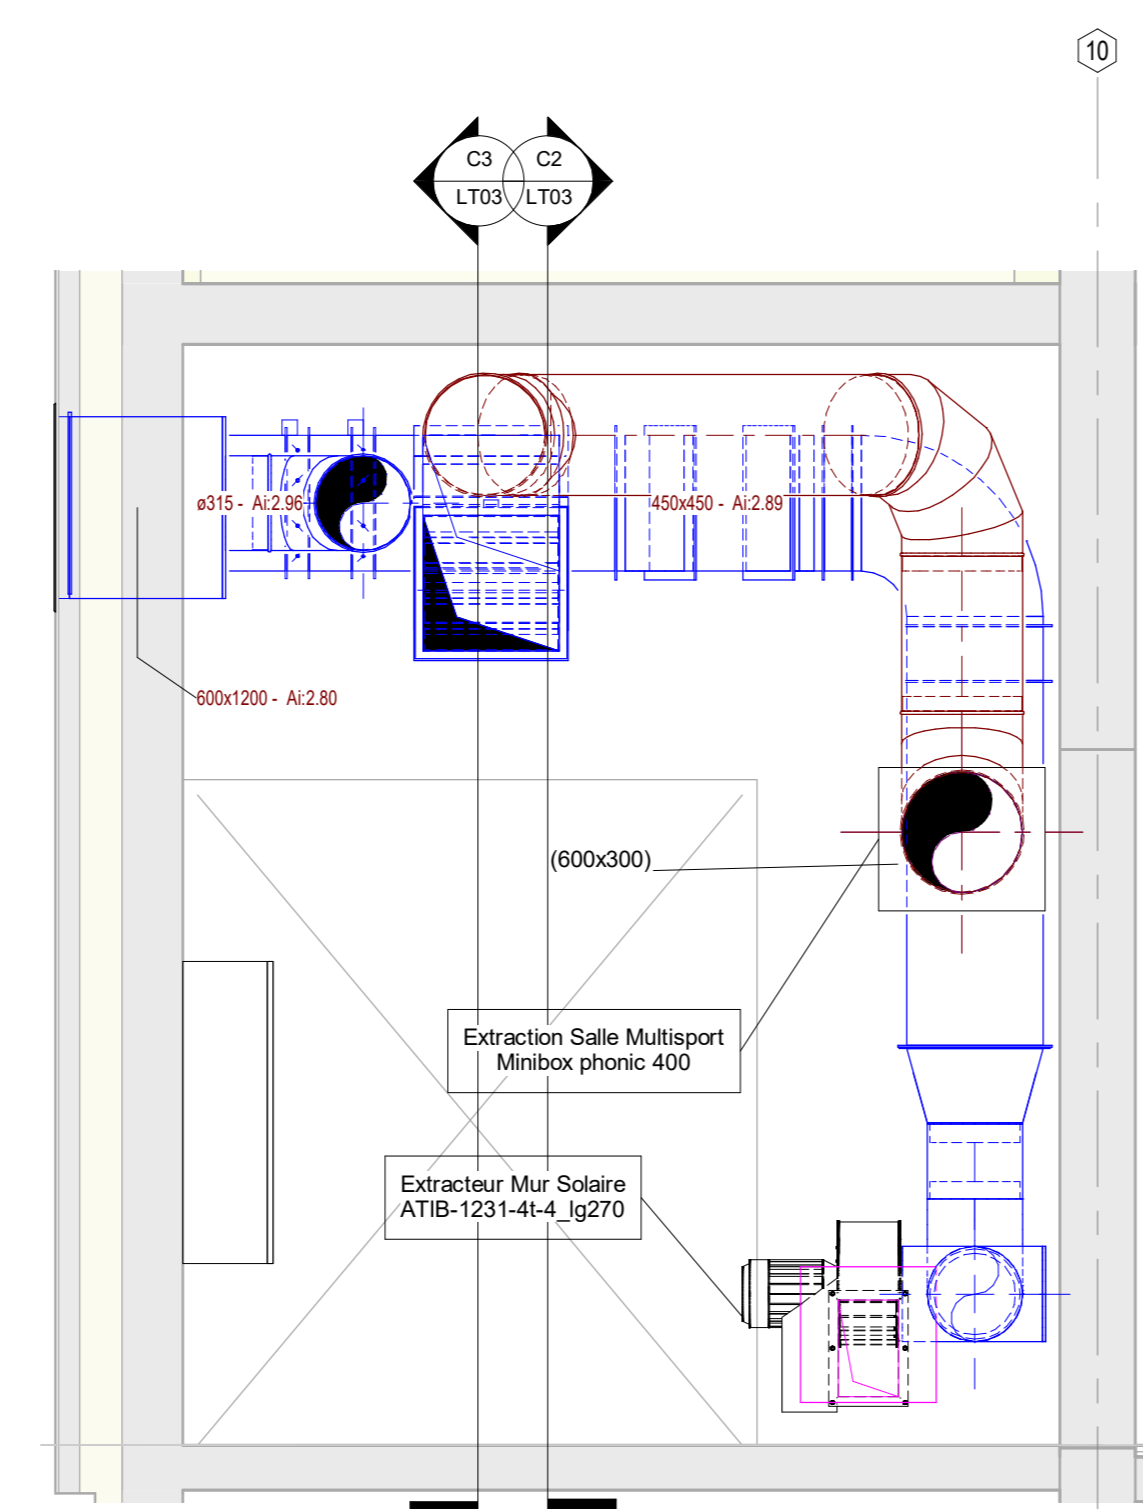 10
C3
C2
LT03
LT03
ø315 - Ai:2.96
450x450 - Ai:2.89
600x1200 - Ai:2.80
(600x300)
Extraction Salle Multisport
Minibox phonic 400
Extracteur Mur Solaire
ATIB-1231-4t-4_lg270